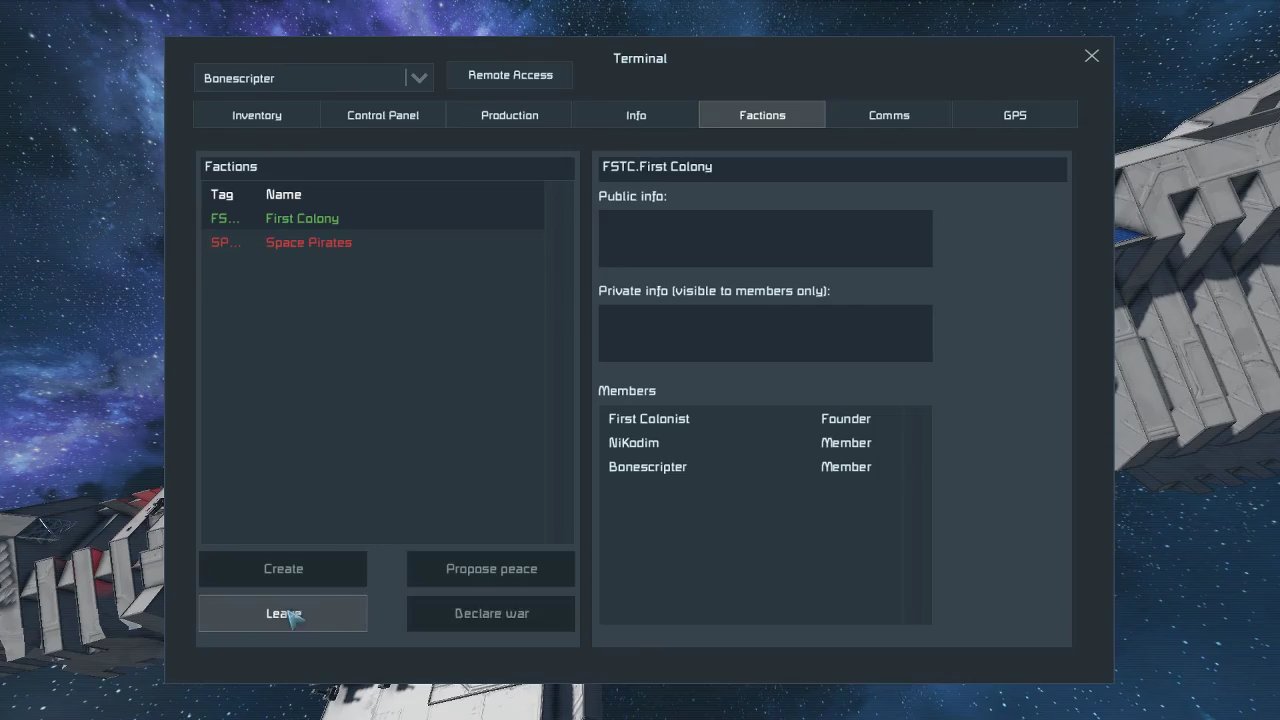 Terminal
Bonescripter
Remote Access
Inventory
Control Panel
Production
Info
Factions
Comms
GPS
Factions
Tag Name
FS... First Colony
SP... Space Pirates
Create
Propose peace
Leave
Declare war
FSTC.First Colony
Public info:
Private info (visible to members only):
Members
First Colonist Founder
NiKodim Member
Bonescripter Member